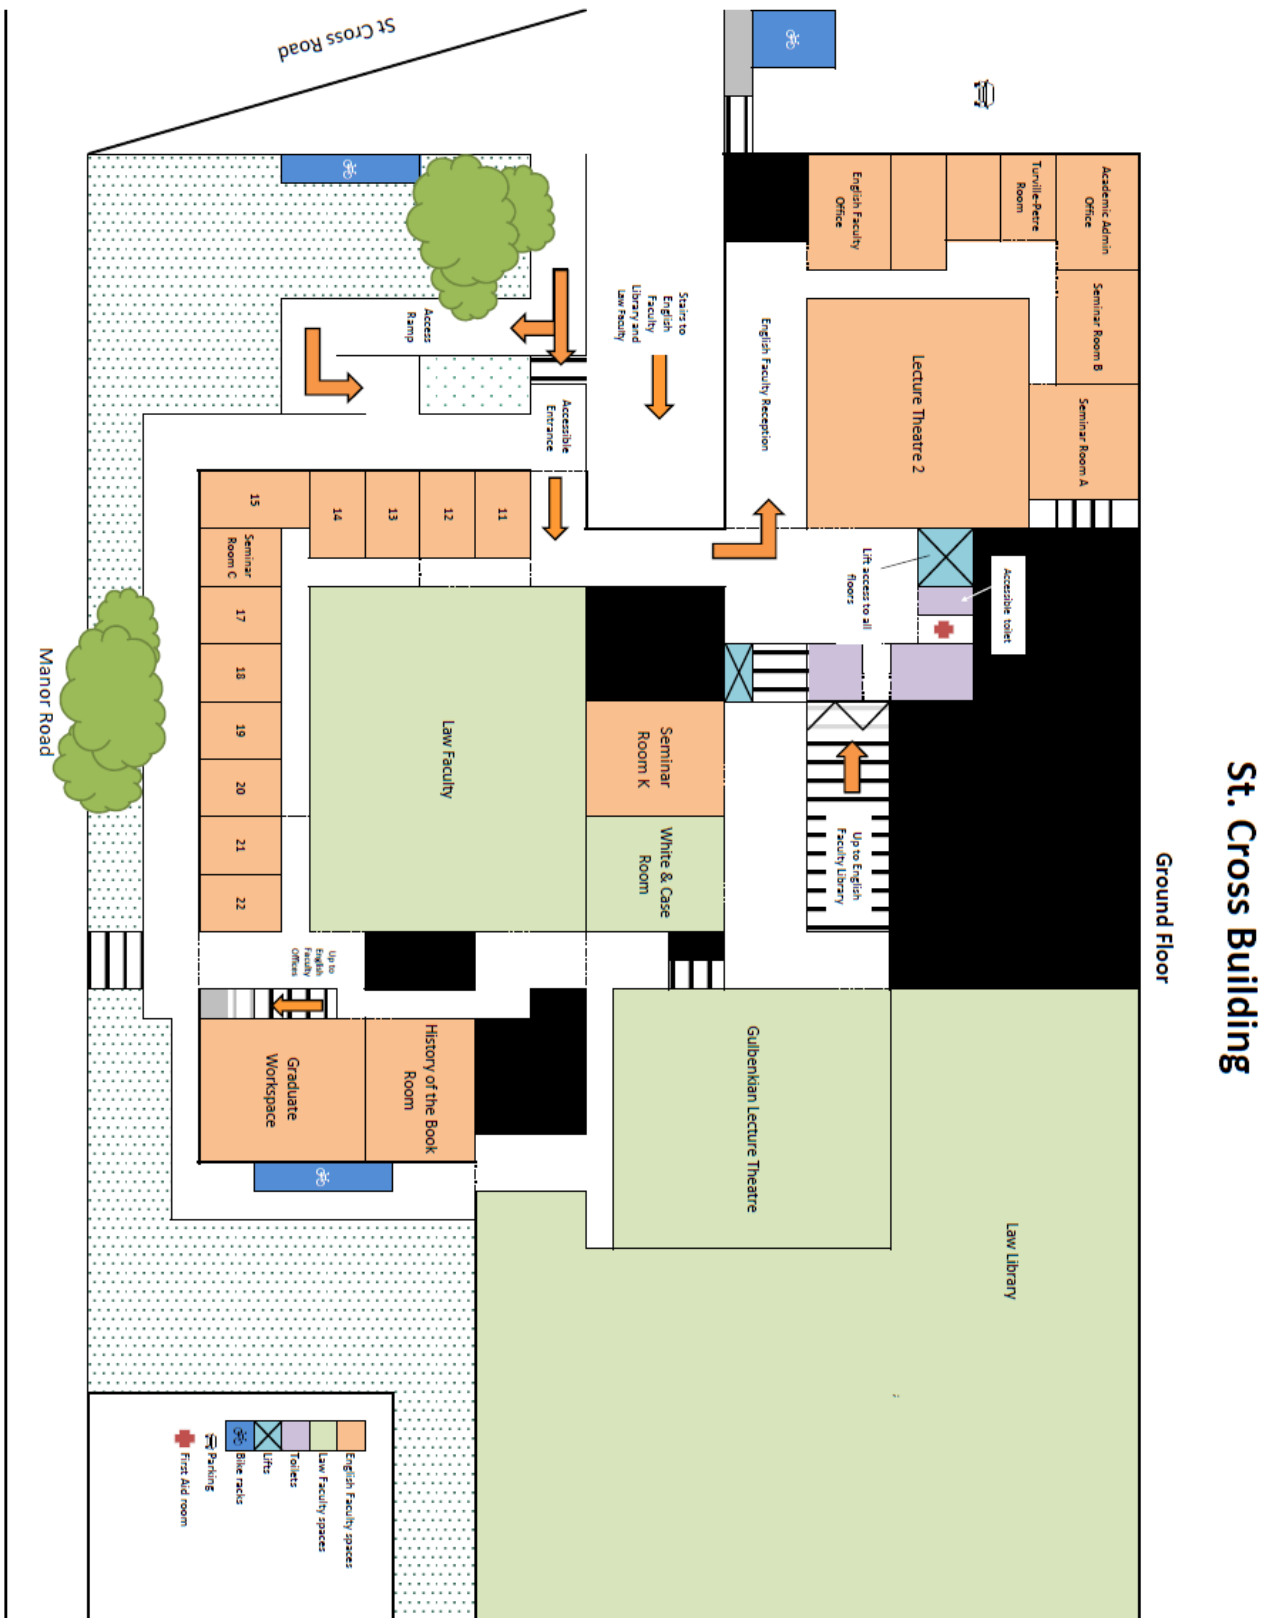 St. Cross Building
Ground Floor
St Cross Road
Academic Admin
Office
Turville-Petre
Room
English Faculty
Office
Seminar Room B
Seminar Room A
Lecture Theatre 2
English Faculty Reception
Stairs to
English
Faculty
Library and
Law Faculty
Access
Ramp
Accessible
Entrance
Accessible toilet
Lift access to all
floors
11
12
13
14
15
Seminar
Room C
17
18
19
20
21
22
Law Faculty
Seminar
Room K
White & Case
Room
Up to English
Faculty Library
Up to
English
Faculty
Offices
Manor Road
Graduate
Workspace
History of the Book
Room
Gulbenkian Lecture Theatre
Law Library
English Faculty spaces
Law Faculty spaces
Toilets
Lifts
Bike racks
Parking
First Aid room